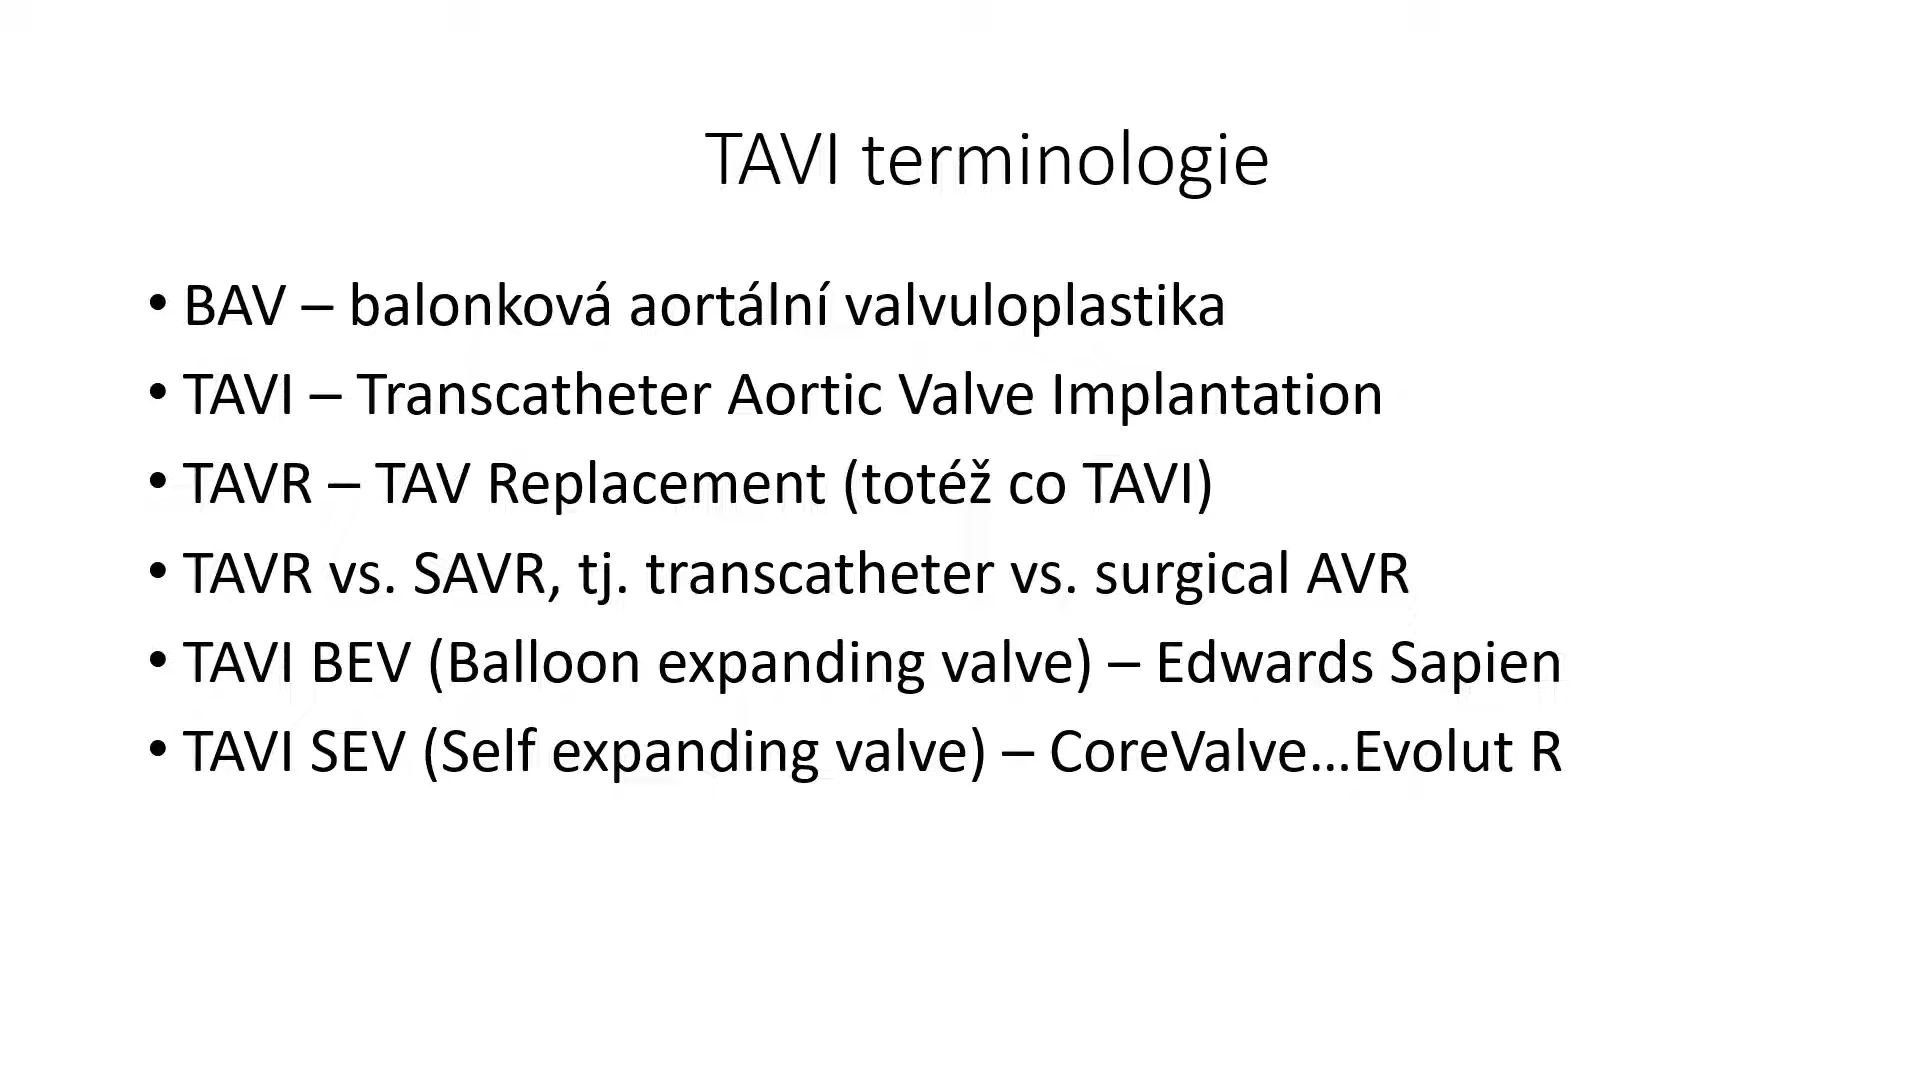 TAVI terminologie
• BAV – balonková aortální valvuloplastika
• TAVI – Transcatheter Aortic Valve Implantation
• TAVR – TAV Replacement (totéž co TAVI)
• TAVR vs. SAVR, tj. transcatheter vs. surgical AVR
• TAVI BEV (Balloon expanding valve) – Edwards Sapien
• TAVI SEV (Self expanding valve) – CoreValve…Evolut R